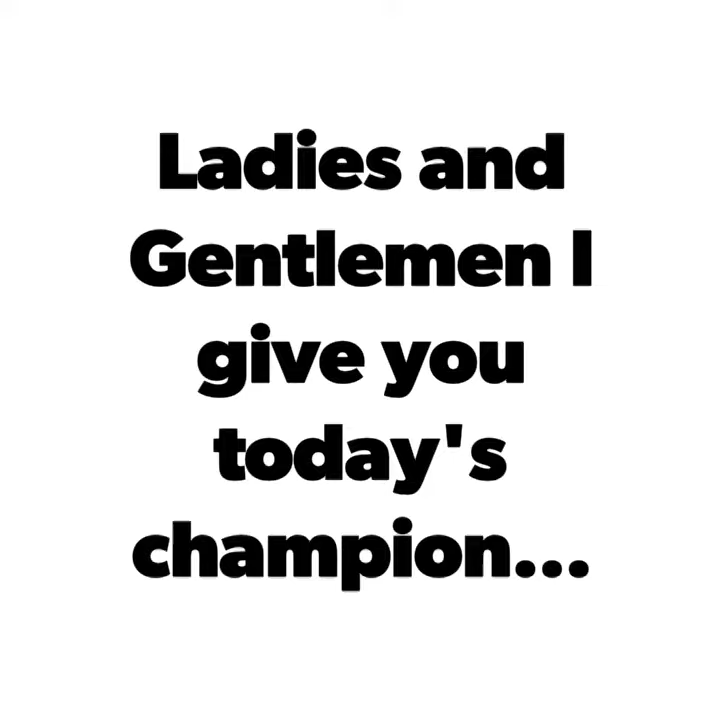 Ladies and
Gentlemen I
give you
today's
champion...